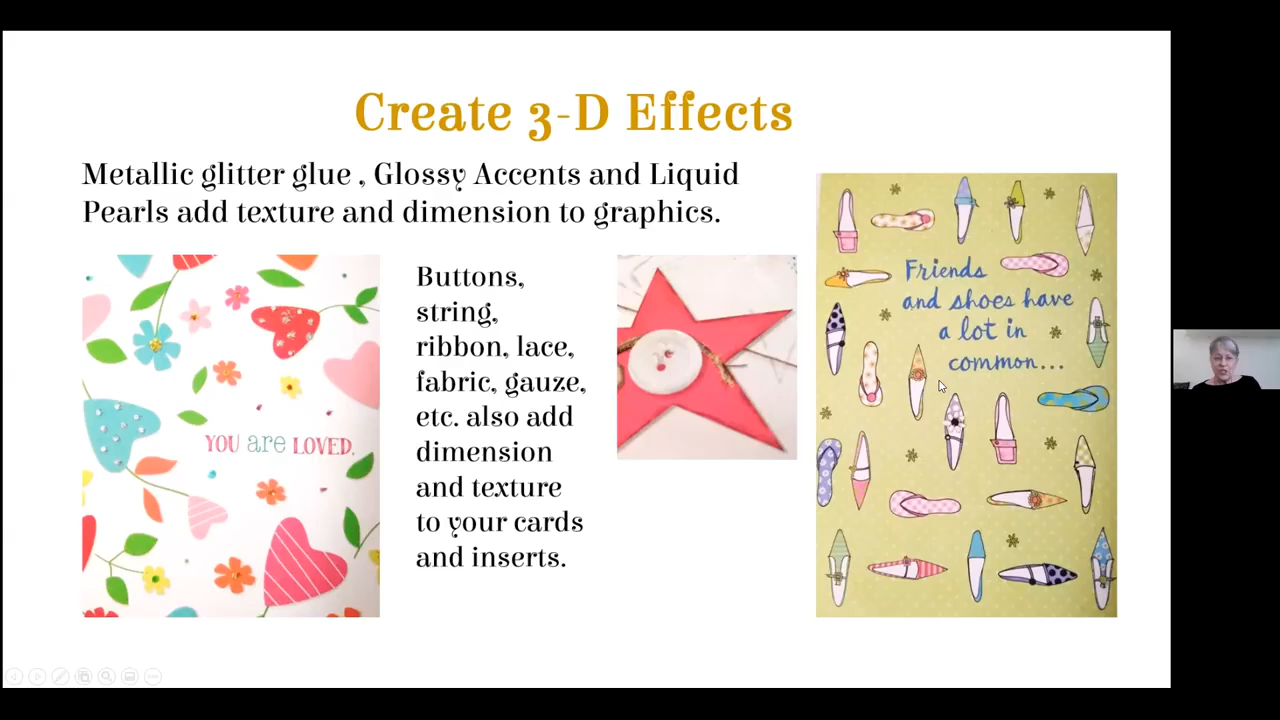 Create 3-D Effects
Metallic glitter glue , Glossy Accents and Liquid
Pearls add texture and dimension to graphics.
YOU are LOVED.
Buttons,
string,
ribbon, lace,
fabric, gauze,
etc. also add
dimension
and texture
to your cards
and inserts.
Friends
and shoes have
a lot in
common...